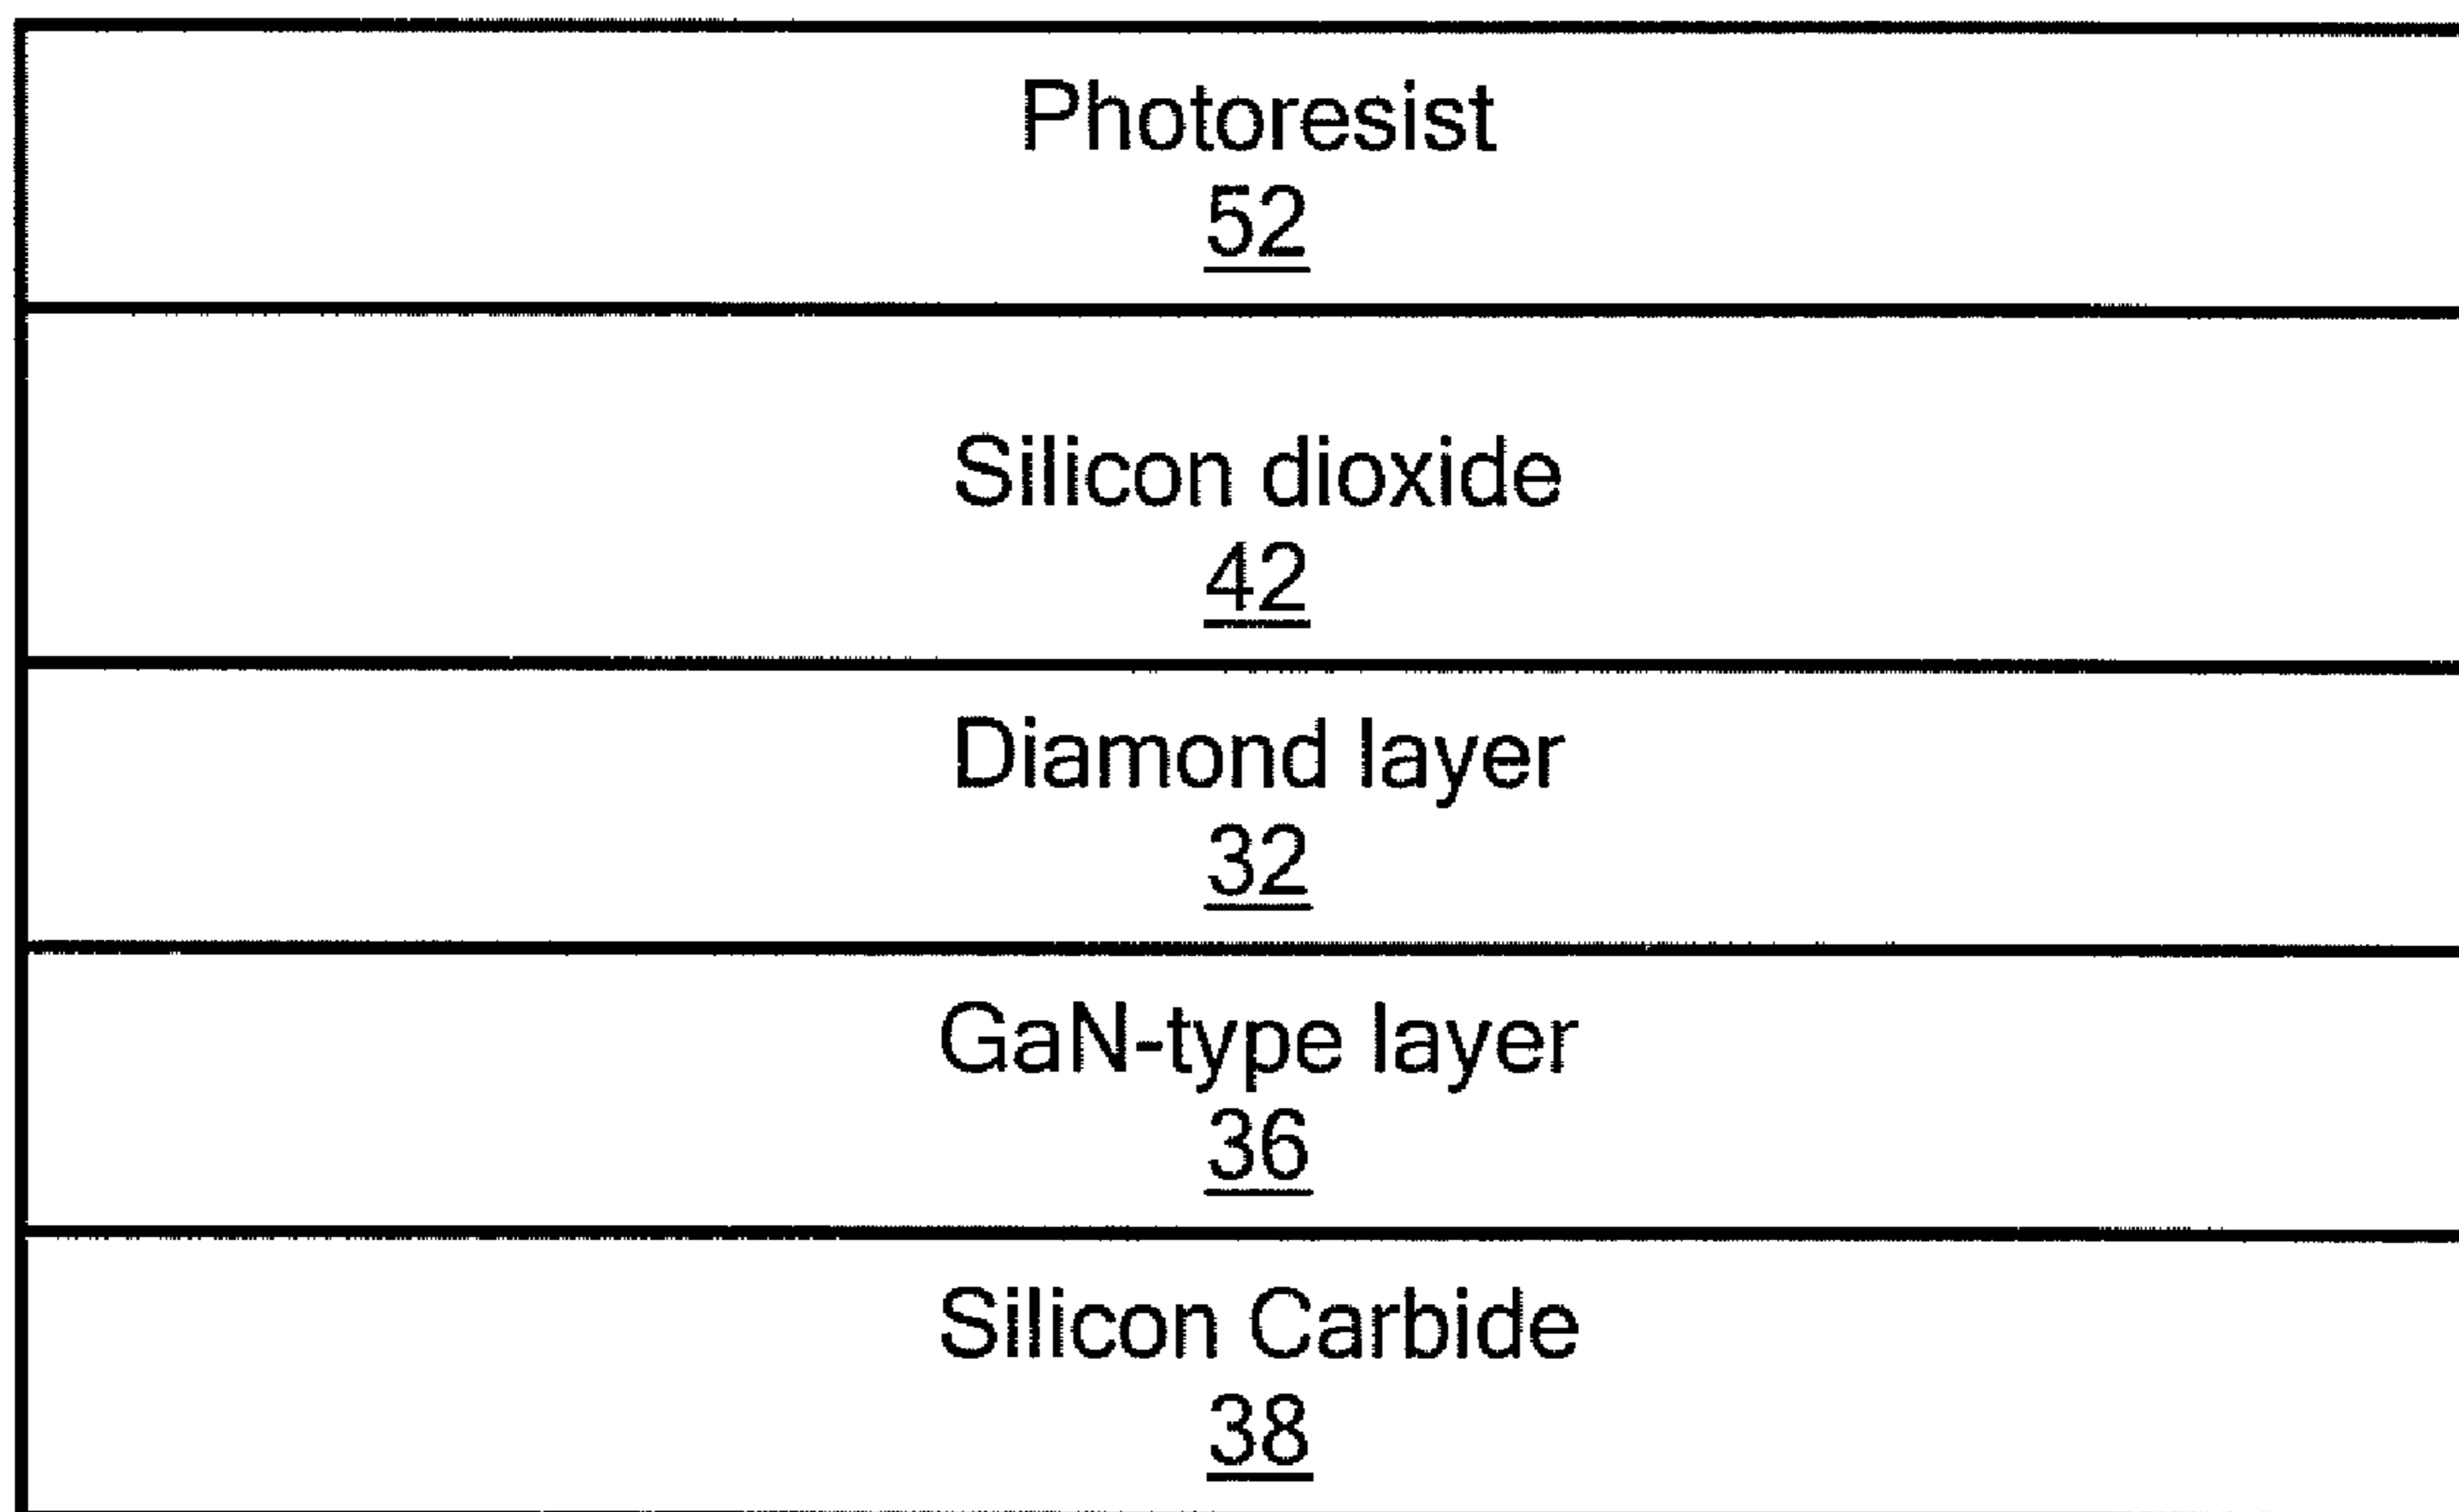 Photoresist
52
Silicon dioxide
42
Diamond layer
32
GaN-type layer
36
Silicon Carbide
38